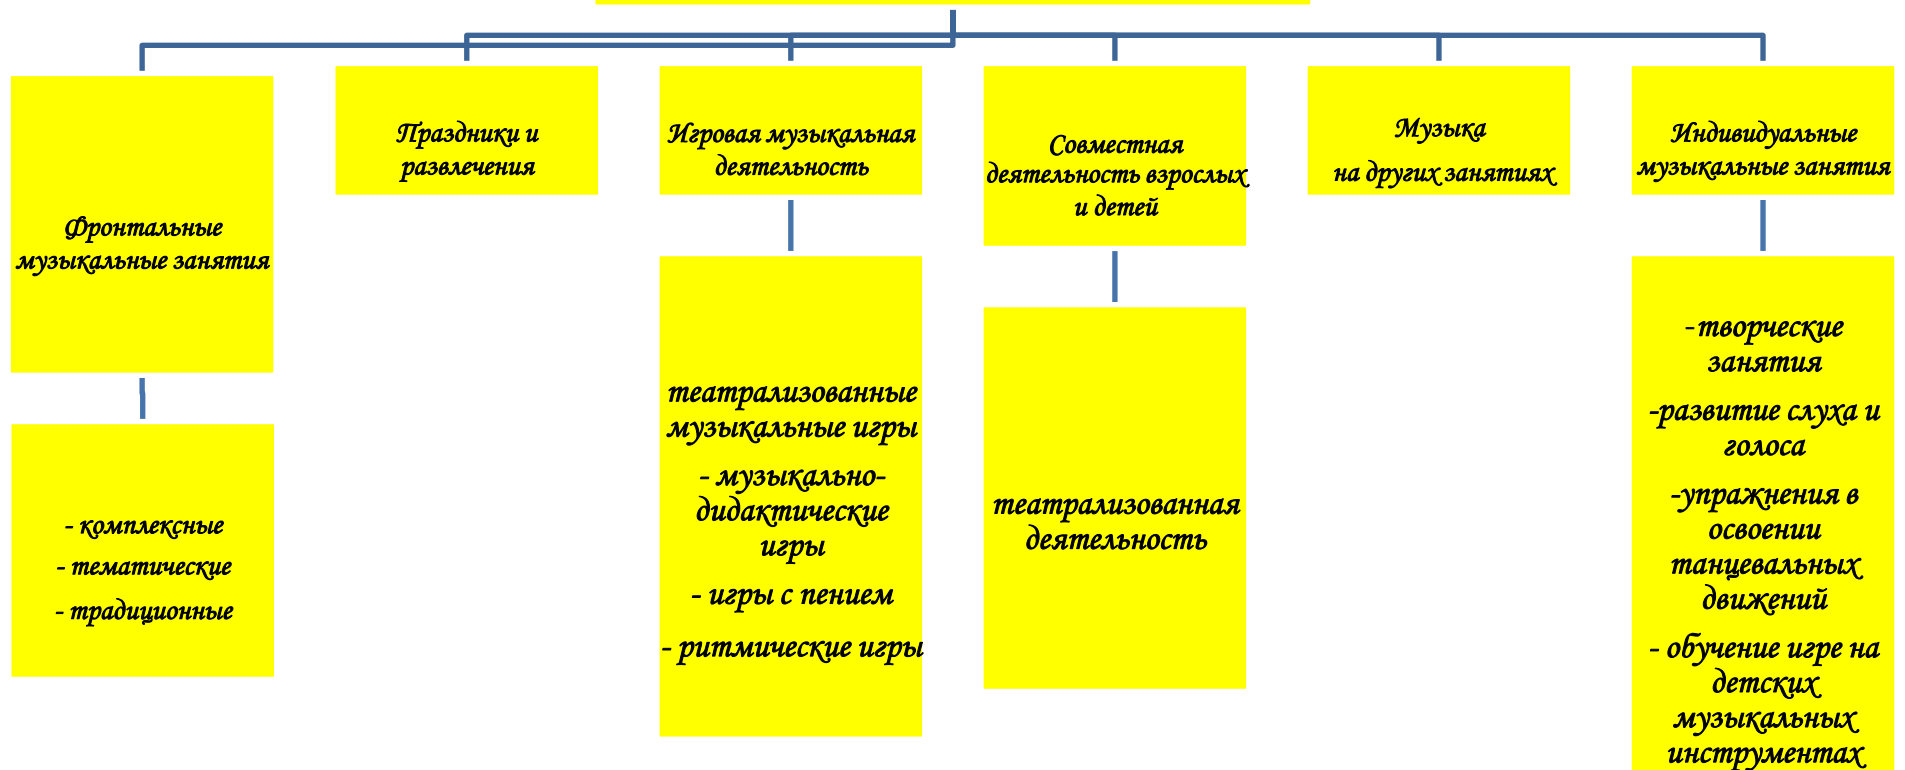 Фронтальные
музыкальные занятия
- комплексные
- тематические
- традиционные
Праздники и
развлечения
Игровая музыкальная
деятельность
театрализованные
музыкальные игры
- музыкально-
дидактические
игры
- игры с пением
- ритмические игры
Совместная
деятельность взрослых
и детей
театрализованная
деятельность
Музыка
на других занятиях
Индивидуальные
музыкальные занятия
-творческие
занятия
-развитие слуха и
голоса
-упражнения в
освоении
танцевальных
движений
- обучение игре на
детских
музыкальных
инструментах